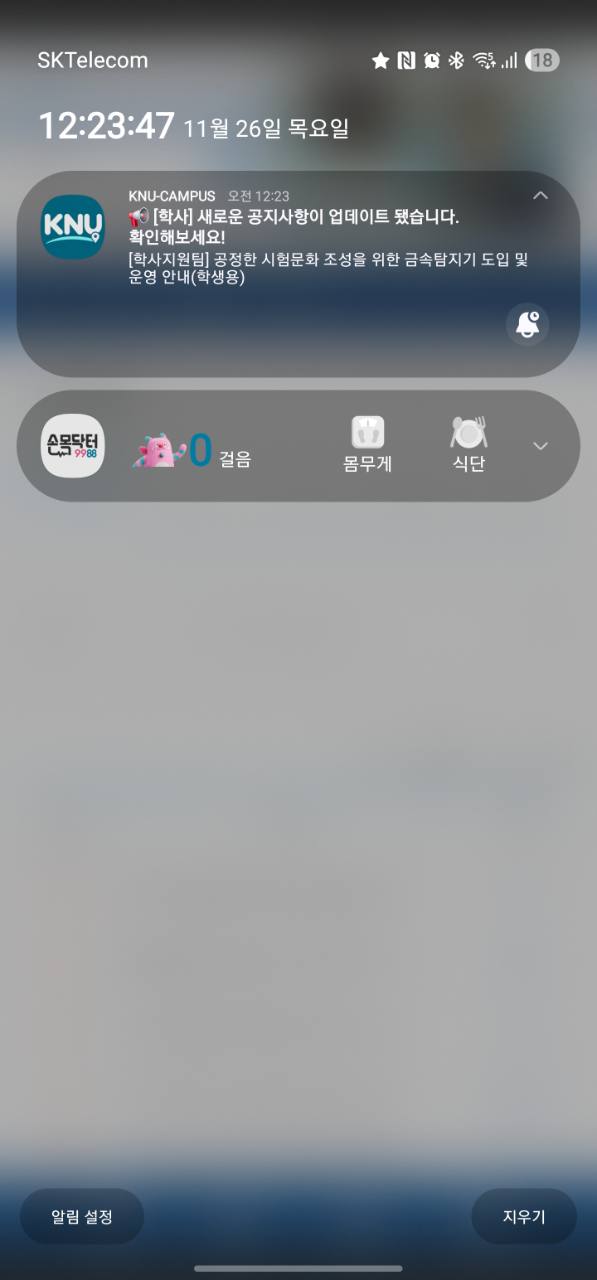 SKTelecom
18
12:23:47 11월 26일 목요일
KNU-CAMPUS 오전 12:23
[학사] 새로운 공지사항이 업데이트 됐습니다.
확인해보세요!
[학사지원팀] 공정한 시험문화 조성을 위한 금속탐지기 도입 및
운영 안내(학생용)
KNU
손목닥터
9988
0 걸음
몸무게
식단
알림 설정
지우기